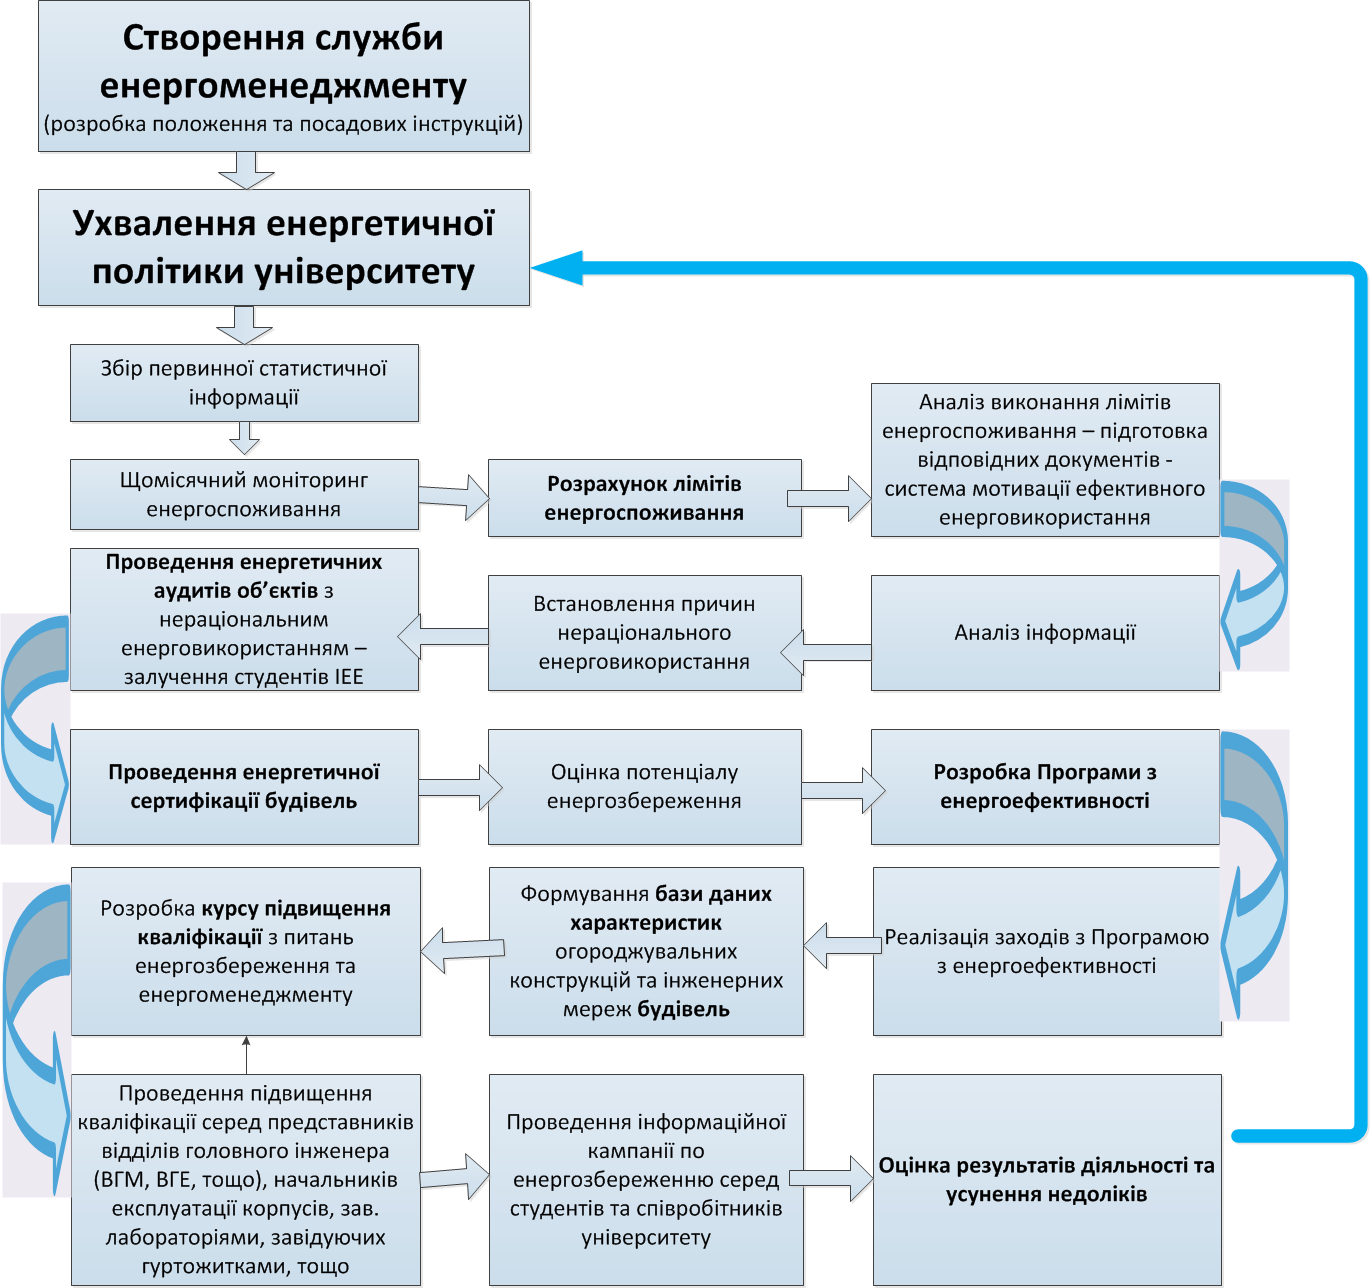 Створення служби
енергоменеджменту
(розробка положення та посадових інструкцій)
Ухвалення енергетичної
політики університету
Збір первинної статистичної
інформації
Щомісячний моніторинг
енергоспоживання
Розрахунок лімітів
енергоспоживання
Аналіз виконання лімітів
енергоспоживання – підготовка
відповідних документів -
система мотивації ефективного
енерговикористання
Аналіз інформації
Встановлення причин
нераціонального
енерговикористання
Проведення енергетичних
аудитів об’єктів з
нераціональним
енерговикористанням –
залучення студентів ІЕЕ
Проведення енергетичної
сертифікації будівель
Оцінка потенціалу
енергозбереження
Розробка Програми з
енергоефективності
Реалізація заходів з Програмою
з енергоефективності
Формування бази даних
характеристик
огороджувальних
конструкцій та інженерних
мереж будівель
Розробка курсу підвищення
кваліфікації з питань
енергозбереження та
енергоменеджменту
Проведення підвищення
кваліфікації серед представників
відділів головного інженера
(ВГМ, ВГЕ, тощо), начальників
експлуатації корпусів, зав.
лабораторіями, завідуючих
гуртожитками, тощо
Проведення інформаційної
кампанії по
енергозбереженню серед
студентів та співробітників
університету
Оцінка результатів діяльності та
усунення недоліків